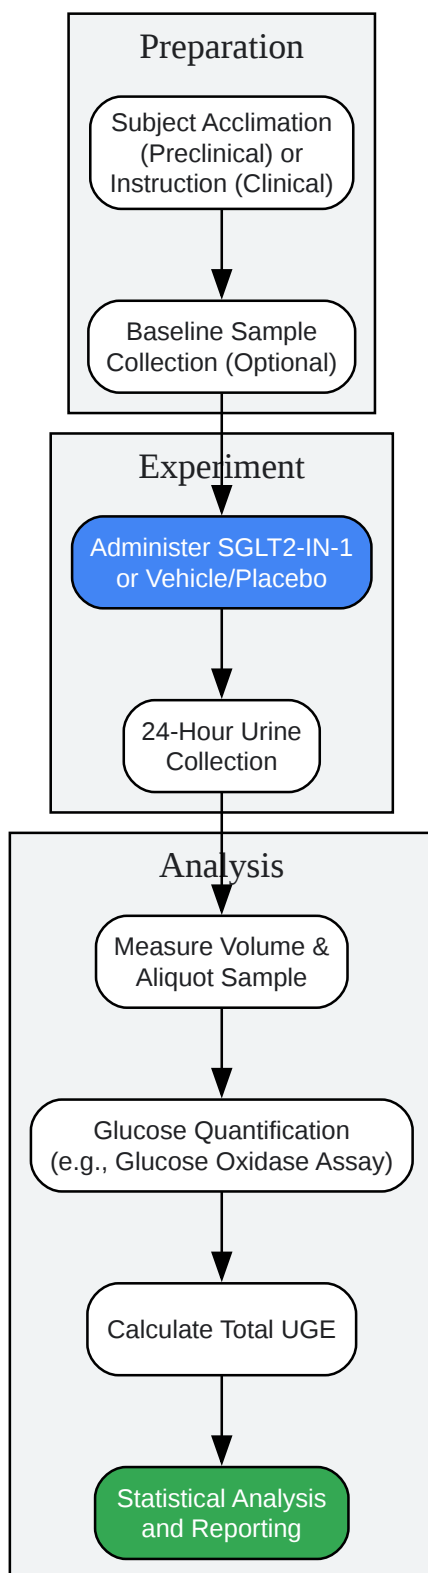 Preparation
Subject Acclimation
(Preclinical) or
Instruction (Clinical)
Baseline Sample
Collection (Optional)
Experiment
Administer SGLT2-IN-1
or Vehicle/Placebo
24-Hour Urine
Collection
Analysis
Measure Volume &
Aliquot Sample
Glucose Quantification
(e.g., Glucose Oxidase Assay)
Calculate Total UGE
Statistical Analysis
and Reporting